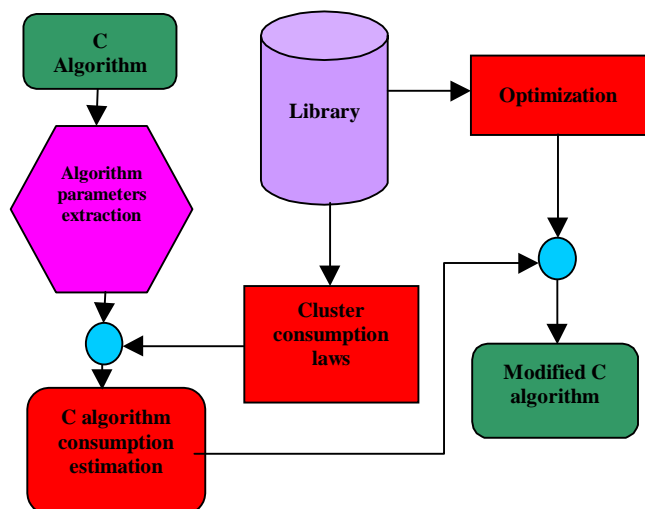 C
Algorithm
Library
Optimization
Algorithm
parameters
extraction
Cluster
consumption
laws
Modified C
algorithm
C algorithm
consumption
estimation